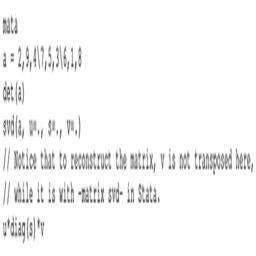 mata
a = 2,9,4\7,5,3\6,1,8
det(a)
svd(a, u=., s=., v=.)
// Notice that to reconstruct the matrix, v is not transposed here,
// while it is with -matrix svd- in Stata.
u*diag(s)*v